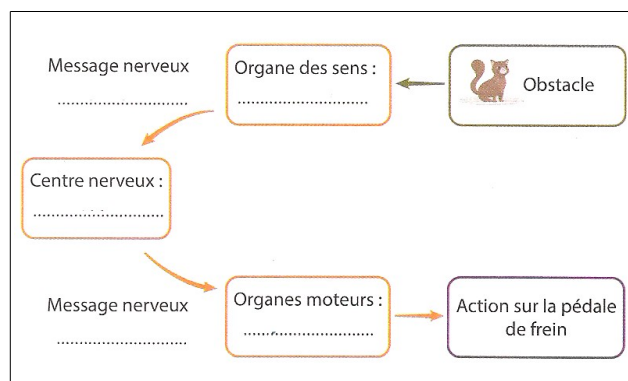 Message nerveux
..............................
Organe des sens :
..............................
Obstacle
Centre nerveux :
..............................
Message nerveux
..............................
Organes moteurs :
..............................
Action sur la pédale
de frein